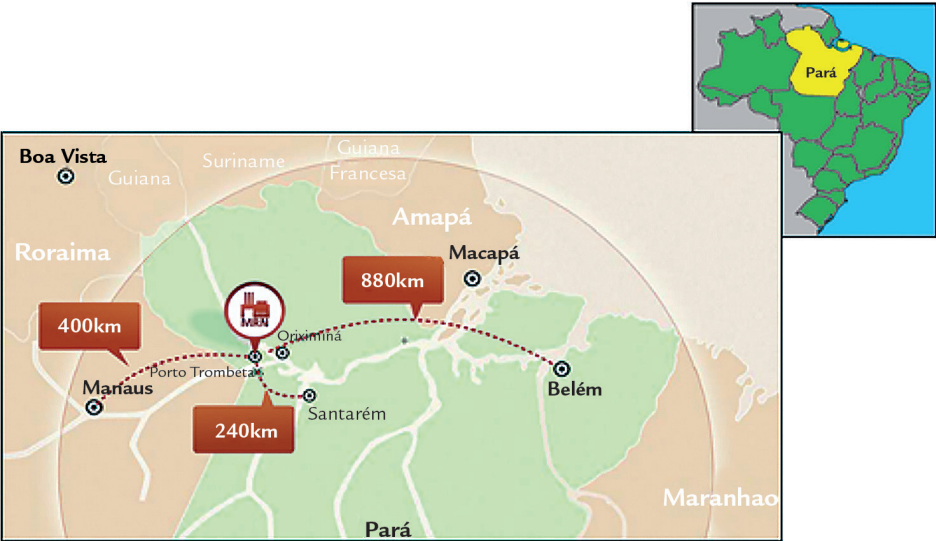 Pará
Boa Vista
Guiana
Suriname
Guiana
Francesa
Amapá
Roraima
Macapá
880km
400km
MRN
Oriximiná
Porto Trombeta
Manaus
Belém
240km
Santarém
Maranhao
Pará